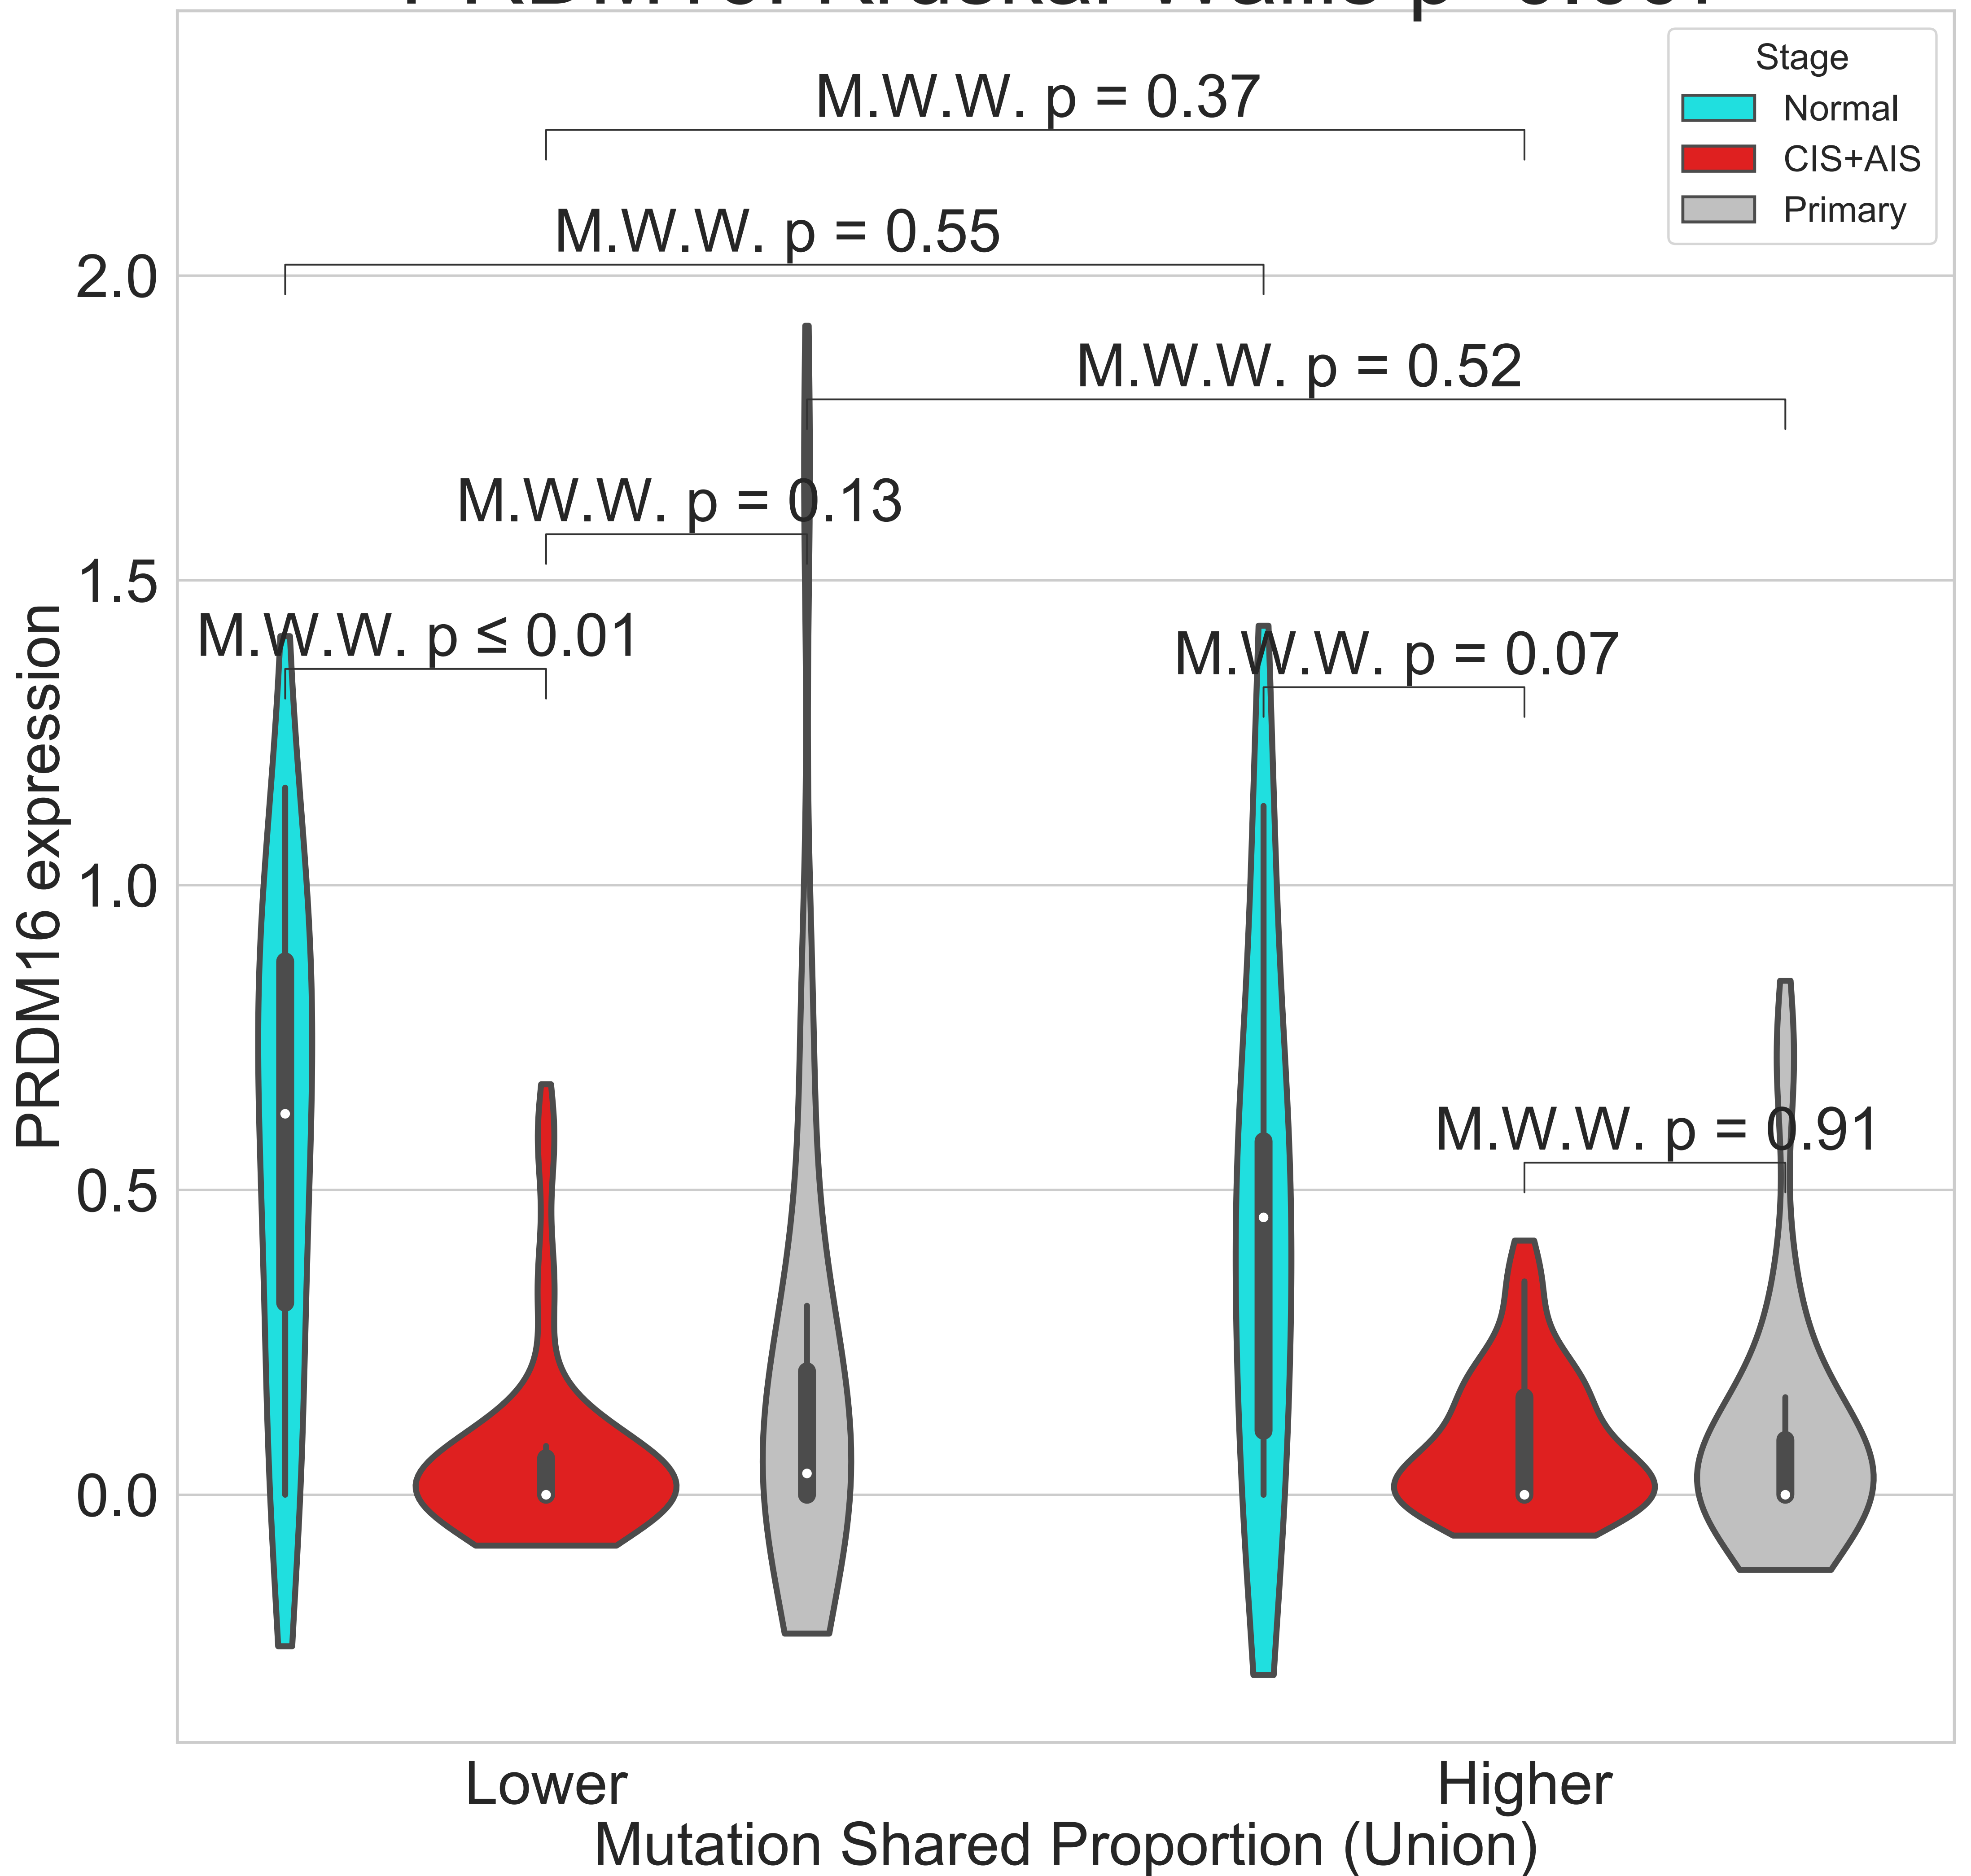 Stage
Normal
CIS+AIS
Primary
M.W.W. p = 0.37
M.W.W. p = 0.55
M.W.W. p = 0.52
M.W.W. p = 0.13
M.W.W. p ≤ 0.01
M.W.W. p = 0.07
M.W.W. p = 0.91
PRDM16 expression
2.0
1.5
1.0
0.5
0.0
Lower
Higher
Mutation Shared Proportion (Union)